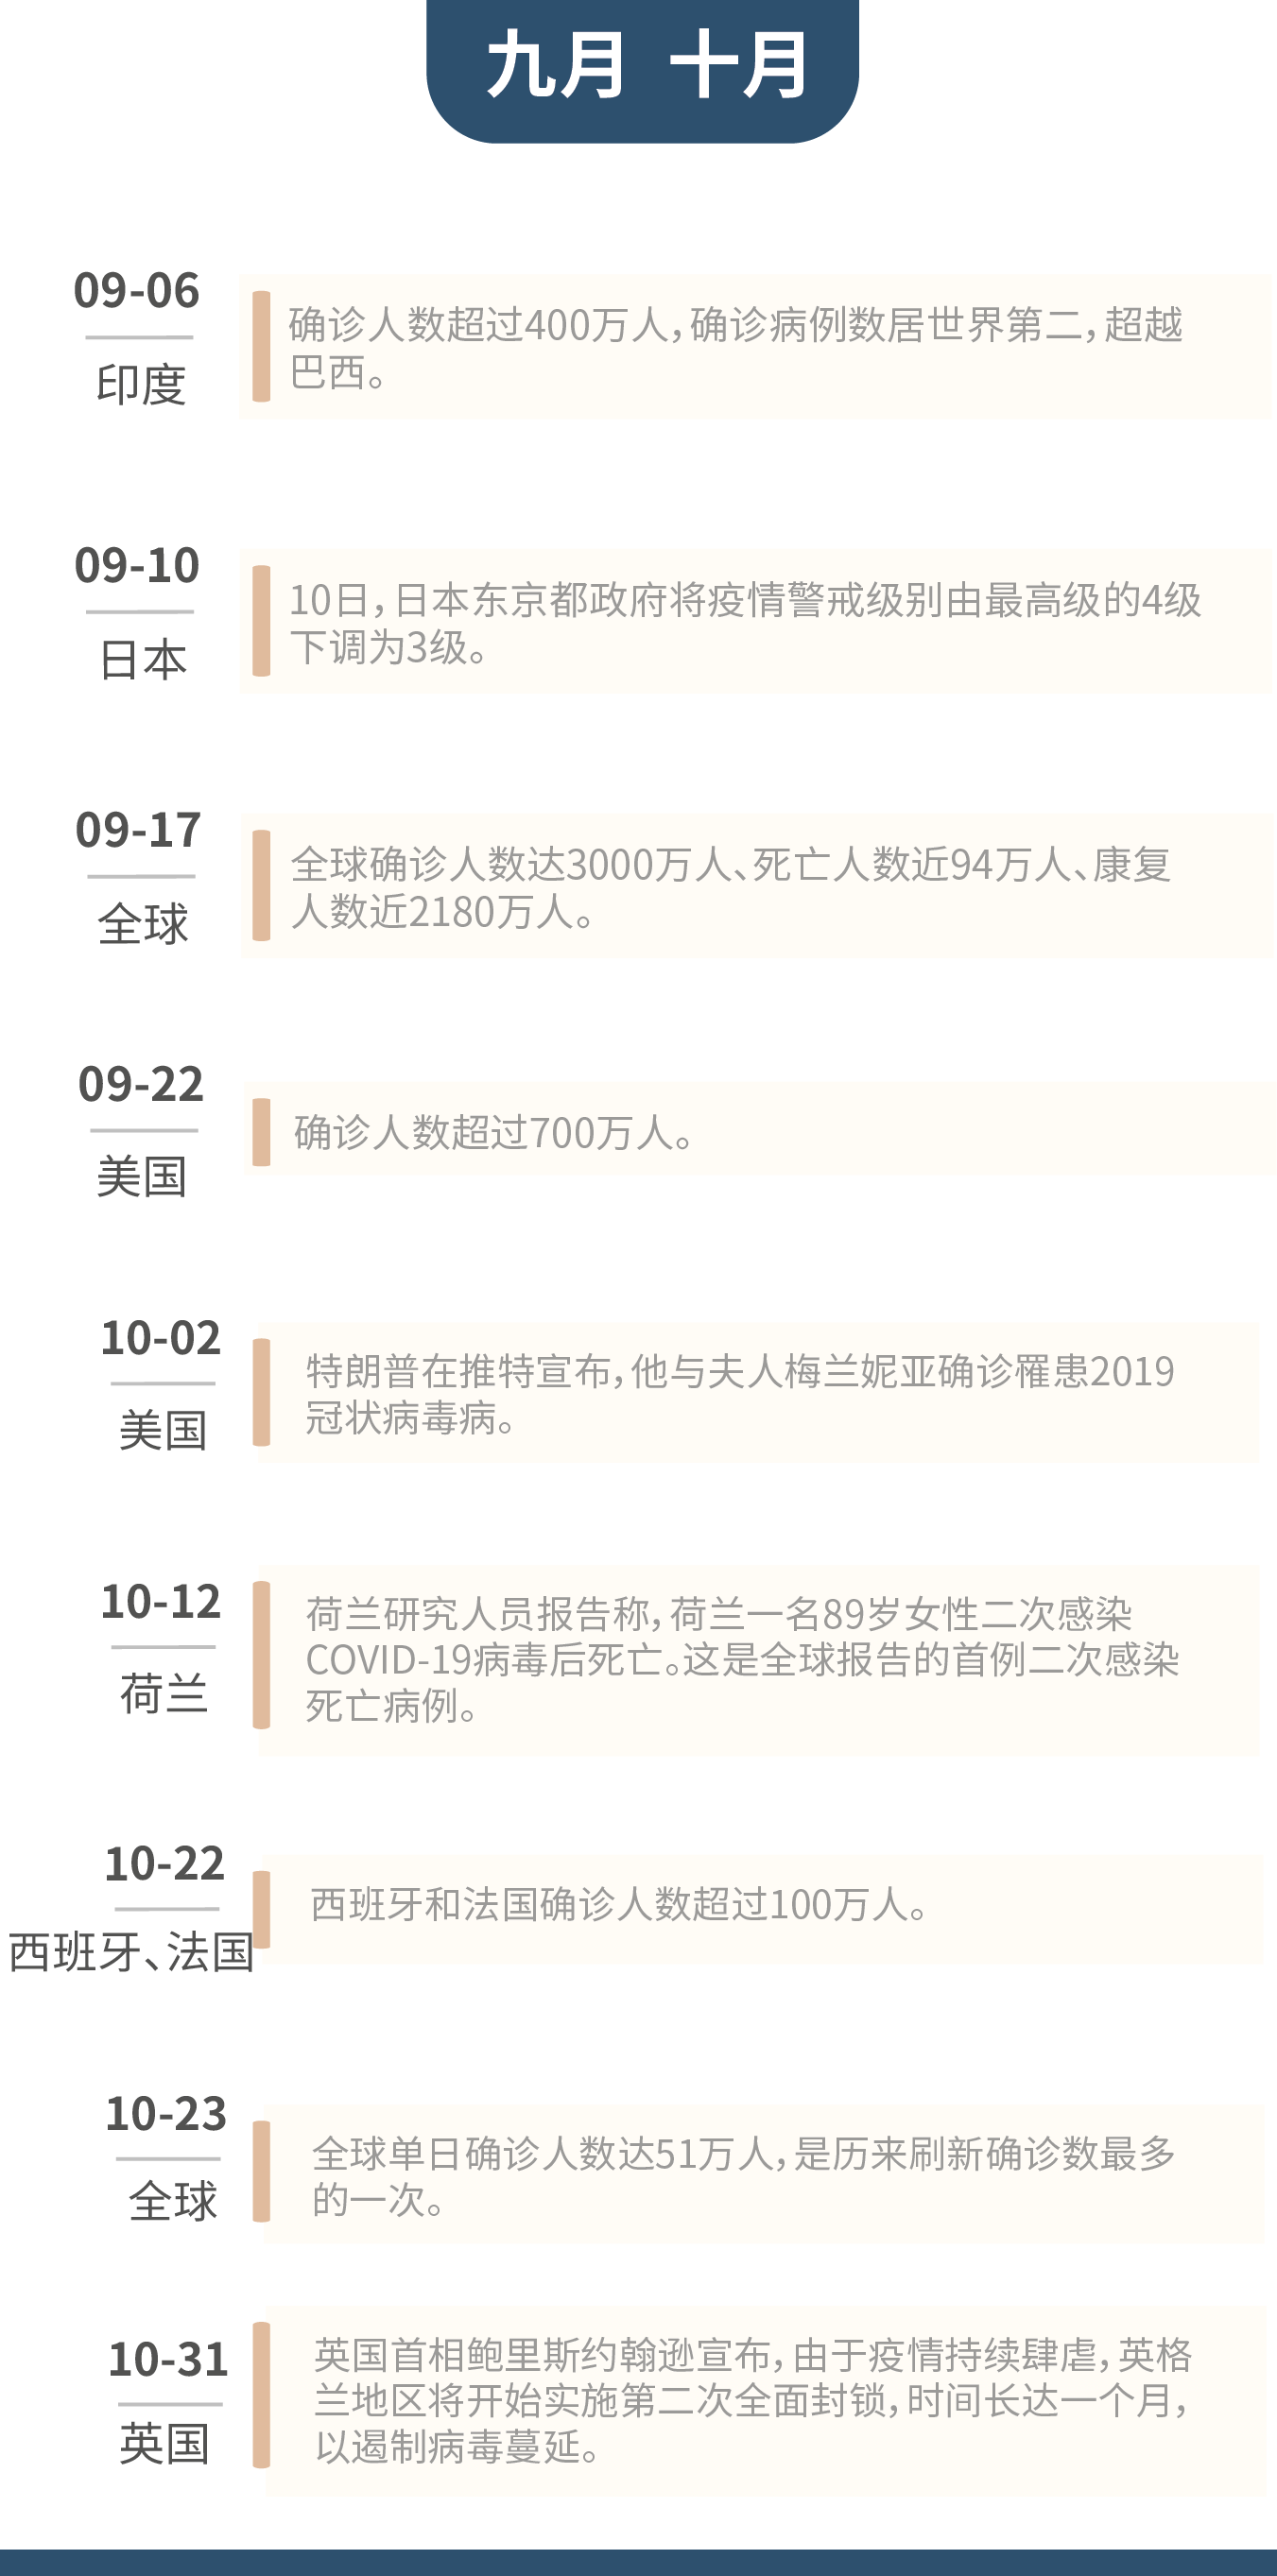 九月 十月
09-06
印度
确诊人数超过400万人，确诊病例数居世界第二，超越
巴西。
09-10
日本
10日，日本东京都政府将疫情警戒级别由最高级的4级
下调为3级。
09-17
全球
全球确诊人数达3000万人、死亡人数近94万人、康复
人数近2180万人。
09-22
美国
确诊人数超过700万人。
10-02
美国
特朗普在推特宣布，他与夫人梅兰妮亚确诊罹患2019
冠状病毒病。
10-12
荷兰
荷兰研究人员报告称，荷兰一名89岁女性二次感染
COVID-19病毒后死亡。这是全球报告的首例二次感染
死亡病例。
10-22
西班牙、法国
西班牙和法国确诊人数超过100万人。
10-23
全球
全球单日确诊人数达51万人，是历来刷新确诊数最多
的一次。
10-31
英国
英国首相鲍里斯约翰逊宣布，由于疫情持续肆虐，英格
兰地区将开始实施第二次全面封锁，时间长达一个月，
以遏制病毒蔓延。